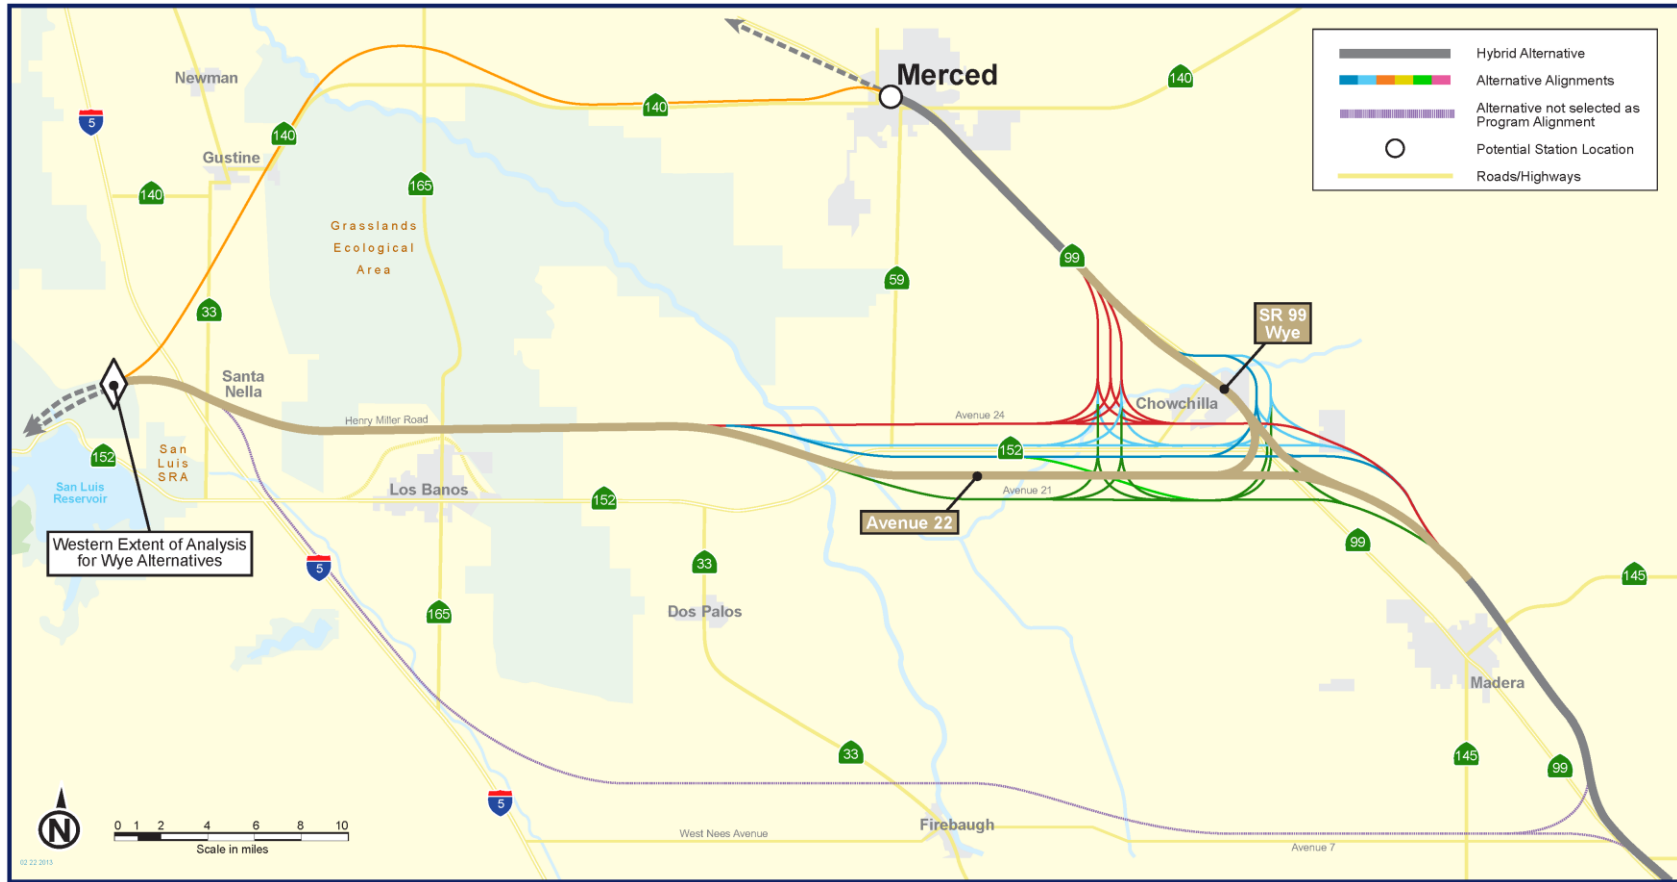 Newman
5
140
Gustine
140
140
165
Grasslands
Ecological
Area
33
Merced
140
99
59
Hybrid Alternative
Alternative Alignments
Alternative not selected as
Program Alignment
Potential Station Location
Roads/Highways
SR 99
Wye
Chowchilla
Santa
Nella
Henry Miller Road
Avenue 24
152
San
Luis
SRA
152
San Luis
Reservoir
Los Banos
152
Avenue 21
Avenue 22
Western Extent of Analysis
for Wye Alternatives
5
33
99
145
165
Dos Palos
Madera
33
145
99
5
N
0 1 2 4 6 8 10
Scale in miles
West Nees Avenue
Firebaugh
Avenue 7
02 22 2013